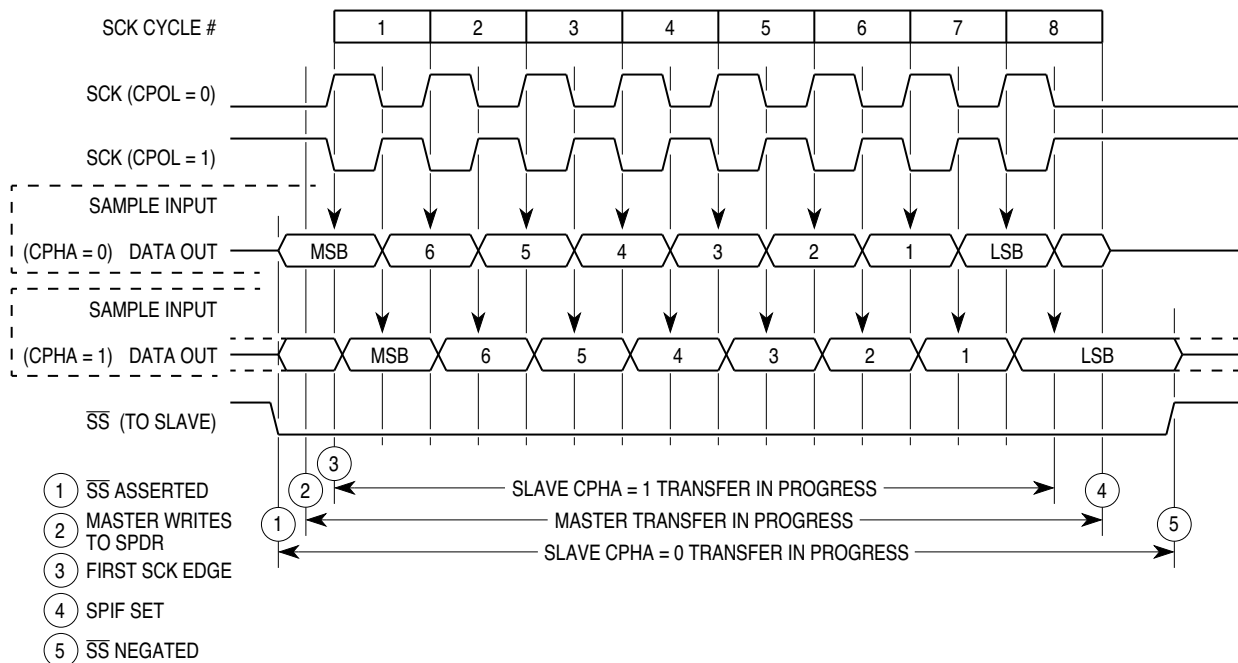 SCK CYCLE # 1 2 3 4 5 6 7 8
SCK (CPOL = 0)
SCK (CPOL = 1)
SAMPLE INPUT
(CPHA = 0) DATA OUT MSB 6 5 4 3 2 1 LSB
SAMPLE INPUT
(CPHA = 1) DATA OUT MSB 6 5 4 3 2 1 LSB
SS (TO SLAVE)
3
SLAVE CPHA = 1 TRANSFER IN PROGRESS
2 MASTER TRANSFER IN PROGRESS 4
1 SLAVE CPHA = 0 TRANSFER IN PROGRESS 5
1 SS ASSERTED
2 MASTER WRITES
TO SPDR
3 FIRST SCK EDGE
4 SPIF SET
5 SS NEGATED